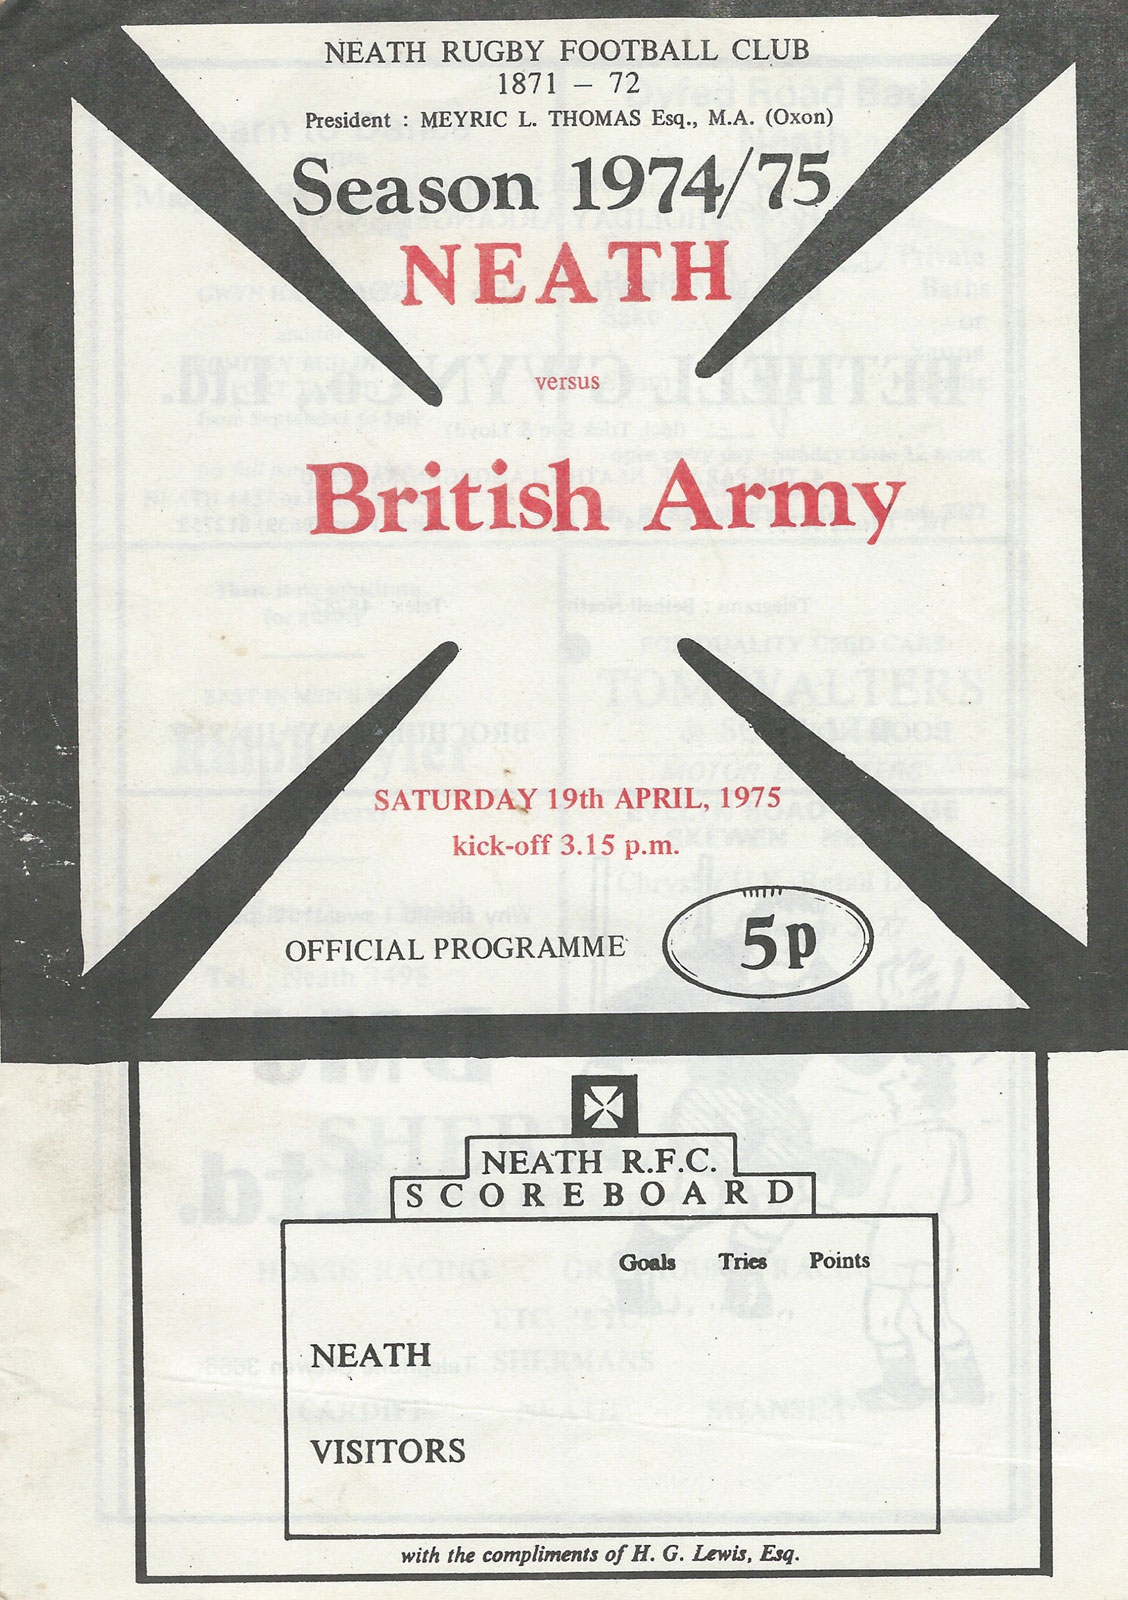 NEATH RUGBY FOOTBALL CLUB
1871 – 72
President : MEYRIC L. THOMAS Esq., M.A. (Oxon)
Season 1974/75
NEATH
versus
British Army
SATURDAY 19th APRIL, 1975
kick-off 3.15 p.m.
OFFICIAL PROGRAMME 5p
NEATH R.F.C.
SCOREBOARD
Goals Tries Points
NEATH
VISITORS
with the compliments of H. G. Lewis, Esq.